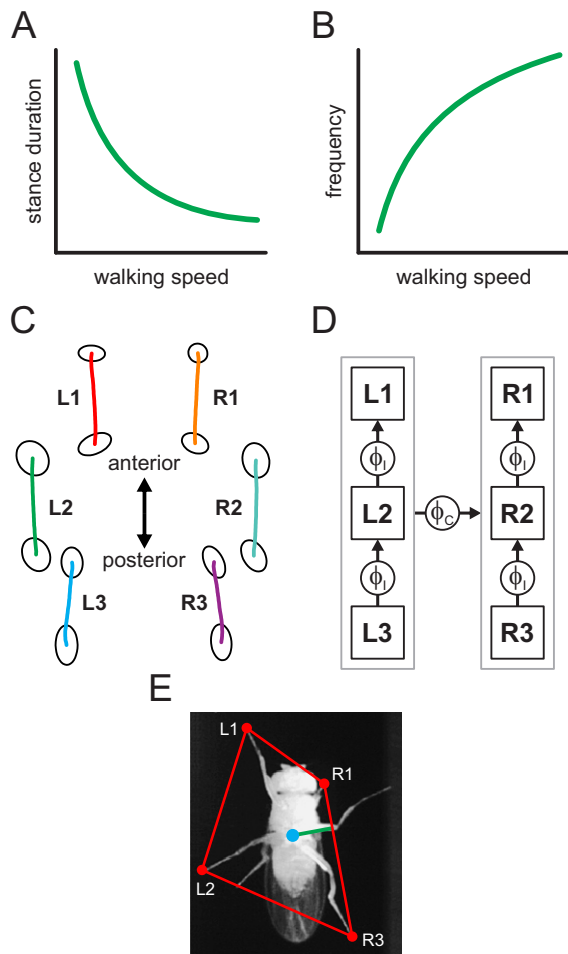 A
stance duration
walking speed
B
frequency
walking speed
C
L1
R1
anterior
L2
R2
posterior
L3
R3
D
L1
R1
ϕI
ϕI
L2
ϕC
R2
ϕI
ϕI
L3
R3
E
L1
R1
L2
R3